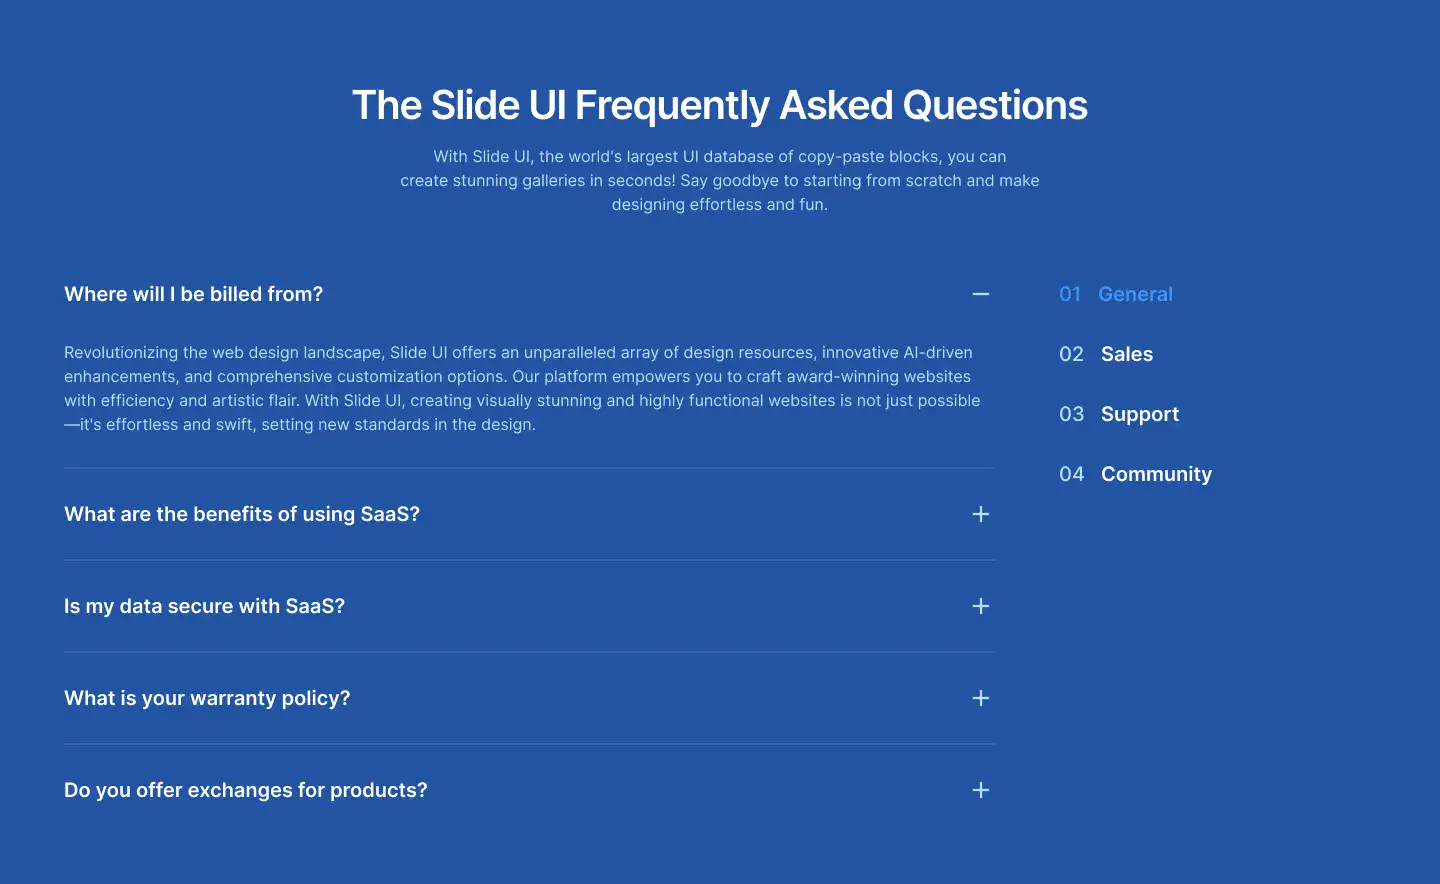 The Slide UI Frequently Asked Questions
With Slide UI, the world's largest UI database of copy-paste blocks, you can
create stunning galleries in seconds! Say goodbye to starting from scratch and make
designing effortless and fun.
Where will I be billed from?
Revolutionizing the web design landscape, Slide UI offers an unparalleled array of design resources, innovative AI-driven
enhancements, and comprehensive customization options. Our platform empowers you to craft award-winning websites
with efficiency and artistic flair. With Slide UI, creating visually stunning and highly functional websites is not just possible
—it's effortless and swift, setting new standards in the design.
What are the benefits of using SaaS?
Is my data secure with SaaS?
What is your warranty policy?
Do you offer exchanges for products?
01 General
02 Sales
03 Support
04 Community